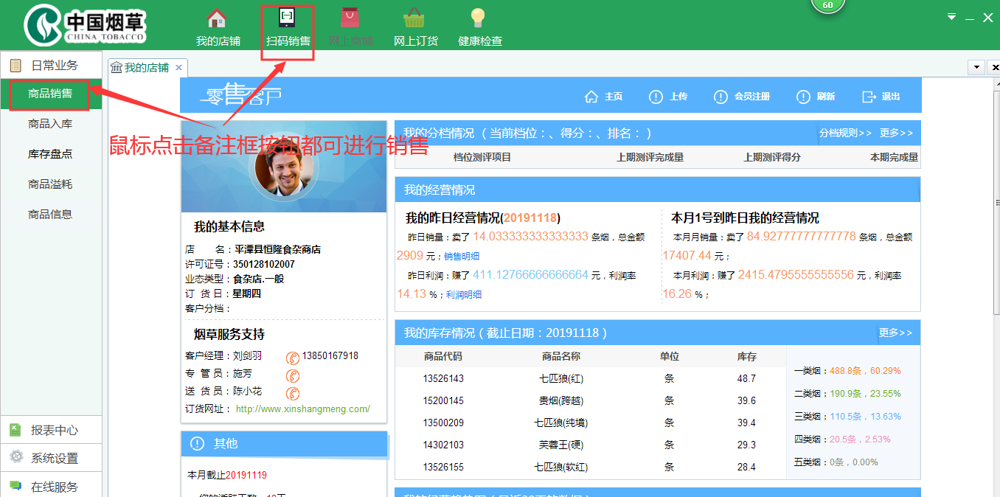 中国烟草
CHINA TOBACCO
我的店铺
扫码销售
网上商城
网上订货
健康检查
60
日常业务
商品销售
商品入库
库存盘点
商品溢耗
商品信息
报表中心
系统设置
在线服务
我的店铺
零售客户
主页
上传
会员注册
刷新
退出
鼠标点击备注框按钮都可进行销售
我的基本信息
店 名：平潭县恒隆食杂商店
许可证号：350128102007
业态类型：食杂店.一般
订 货 日：星期四
客户分档：
烟草服务支持
客户经理：刘剑羽 13850167918
专 管 员：施芳
送 货 员：陈小花
订货网址： http://www.xinshangmeng.com/
其他
本月截止20191119
我的分档情况（当前档位：、得分：、排名：）
分档规则>> 更多>>
档位测评项目 上期测评完成量 上期测评得分 本期完成量
我的经营情况
我的昨日经营情况(20191118)
昨日销量：卖了 14.033333333333333 条烟，总金额
2909 元；销售明细
昨日利润：赚了 411.12766666666664 元，利润率
14.13 %；利润明细
本月1号到昨日我的经营情况
本月月销量：卖了 84.92777777777778 条烟，总金额
17407.44 元；
本月利润：赚了 2415.4795555555556 元，利润率
16.26 %；
我的库存情况（截止日期：20191118） 更多>>
商品代码 商品名称 单位 库存
13526143 七匹狼(红) 条 48.7
15200145 贵烟(跨越) 条 39.6
13500209 七匹狼(纯境) 条 39.4
14302103 芙蓉王(硬) 条 29.3
13526155 七匹狼(软红) 条 28.4
一类烟：488.8条，60.29%
二类烟：190.9条，23.55%
三类烟：110.5条，13.63%
四类烟：20.5条，2.53%
五类烟：0条，0.00%